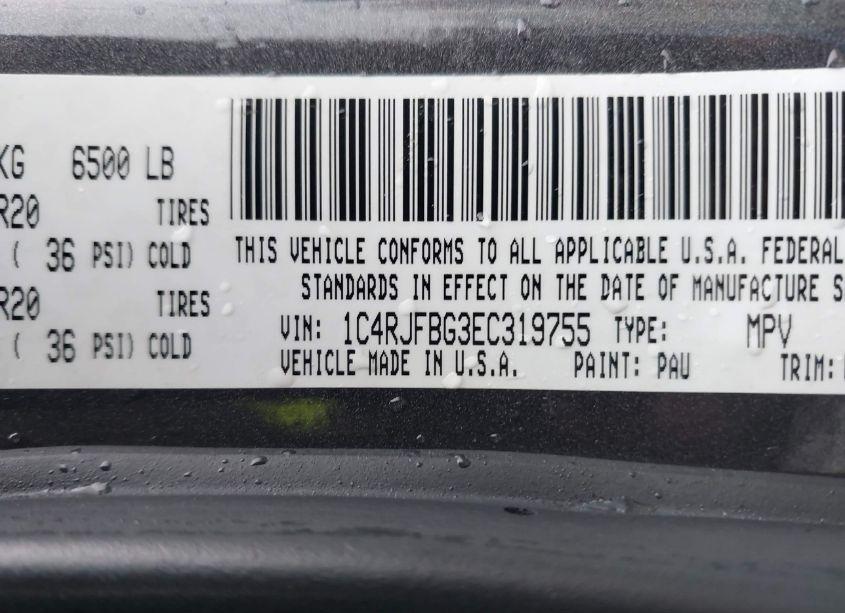 KG 6500 LB
R20 TIRES
( 36 PSI) COLD
R20 TIRES
( 36 PSI) COLD
THIS VEHICLE CONFORMS TO ALL APPLICABLE U.S.A. FEDERAL
STANDARDS IN EFFECT ON THE DATE OF MANUFACTURE S
VIN: 1C4RJFBG3EC319755 TYPE: MPV
VEHICLE MADE IN U.S.A. PAINT: PAU TRIM: